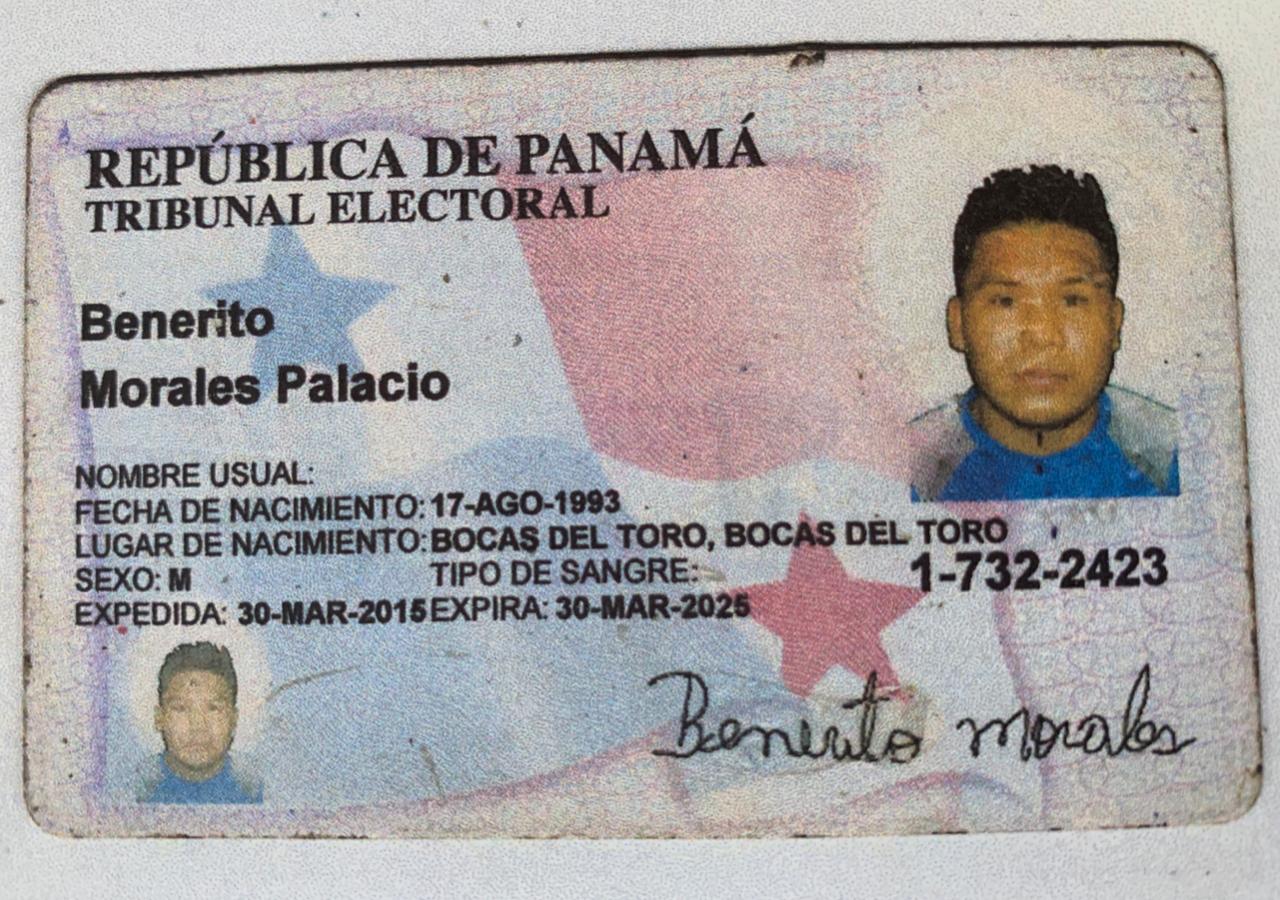 REPÚBLICA DE PANAMÁ
TRIBUNAL ELECTORAL
Benerito
Morales Palacio
NOMBRE USUAL:
FECHA DE NACIMIENTO: 17-AGO-1993
LUGAR DE NACIMIENTO: BOCAS DEL TORO, BOCAS DEL TORO
SEXO: M TIPO DE SANGRE:
1-732-2423
EXPEDIDA: 30-MAR-2015 EXPIRA: 30-MAR-2025
Benerito Morales